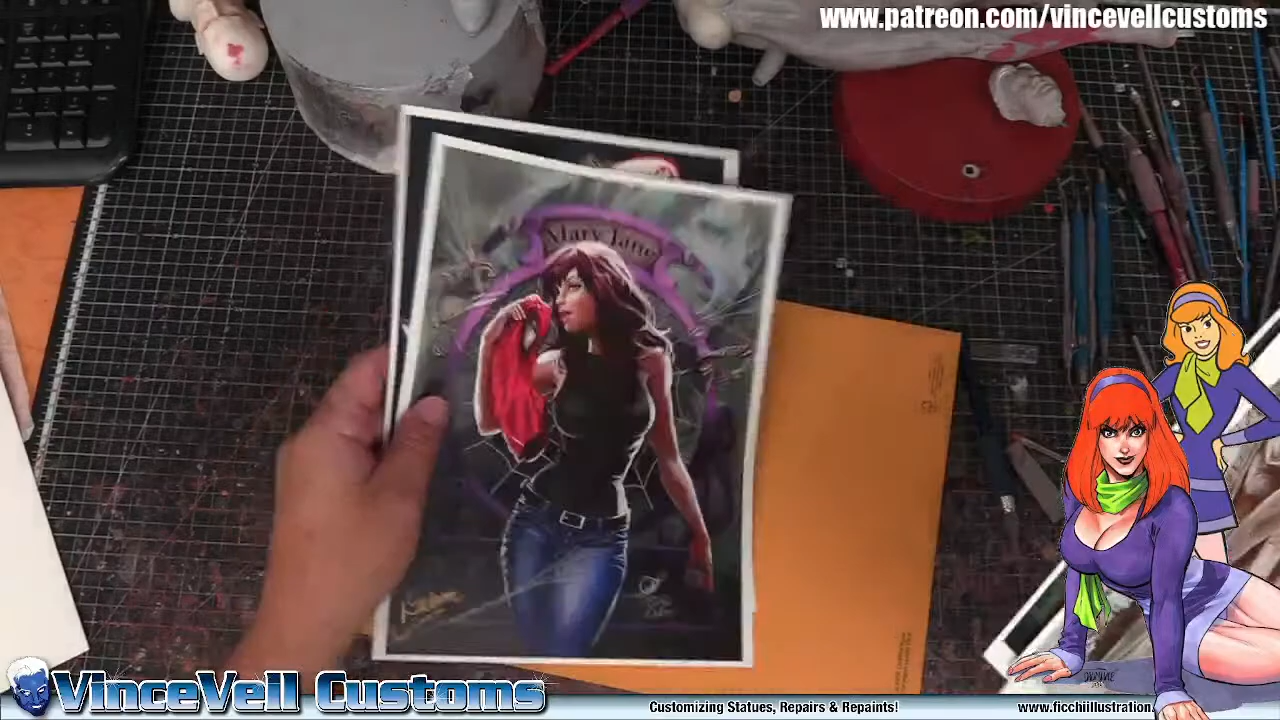 www.patreon.com/vincevellcustoms
Mary Jane
VinceVell Customs
Customizing Statues, Repairs & Repaints!
www.ficchiillustration.